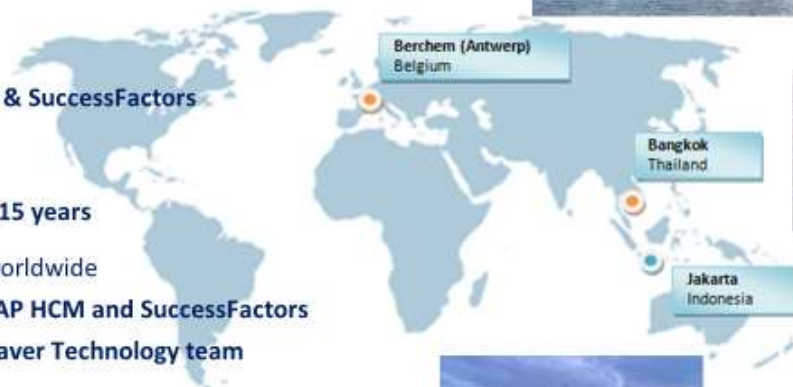 Berchem (Antwerp)
Belgium
& SuccessFactors
Bangkok
Thailand
15 years
orldwide
Jakarta
Indonesia
AP HCM and SuccessFactors
aver Technology team